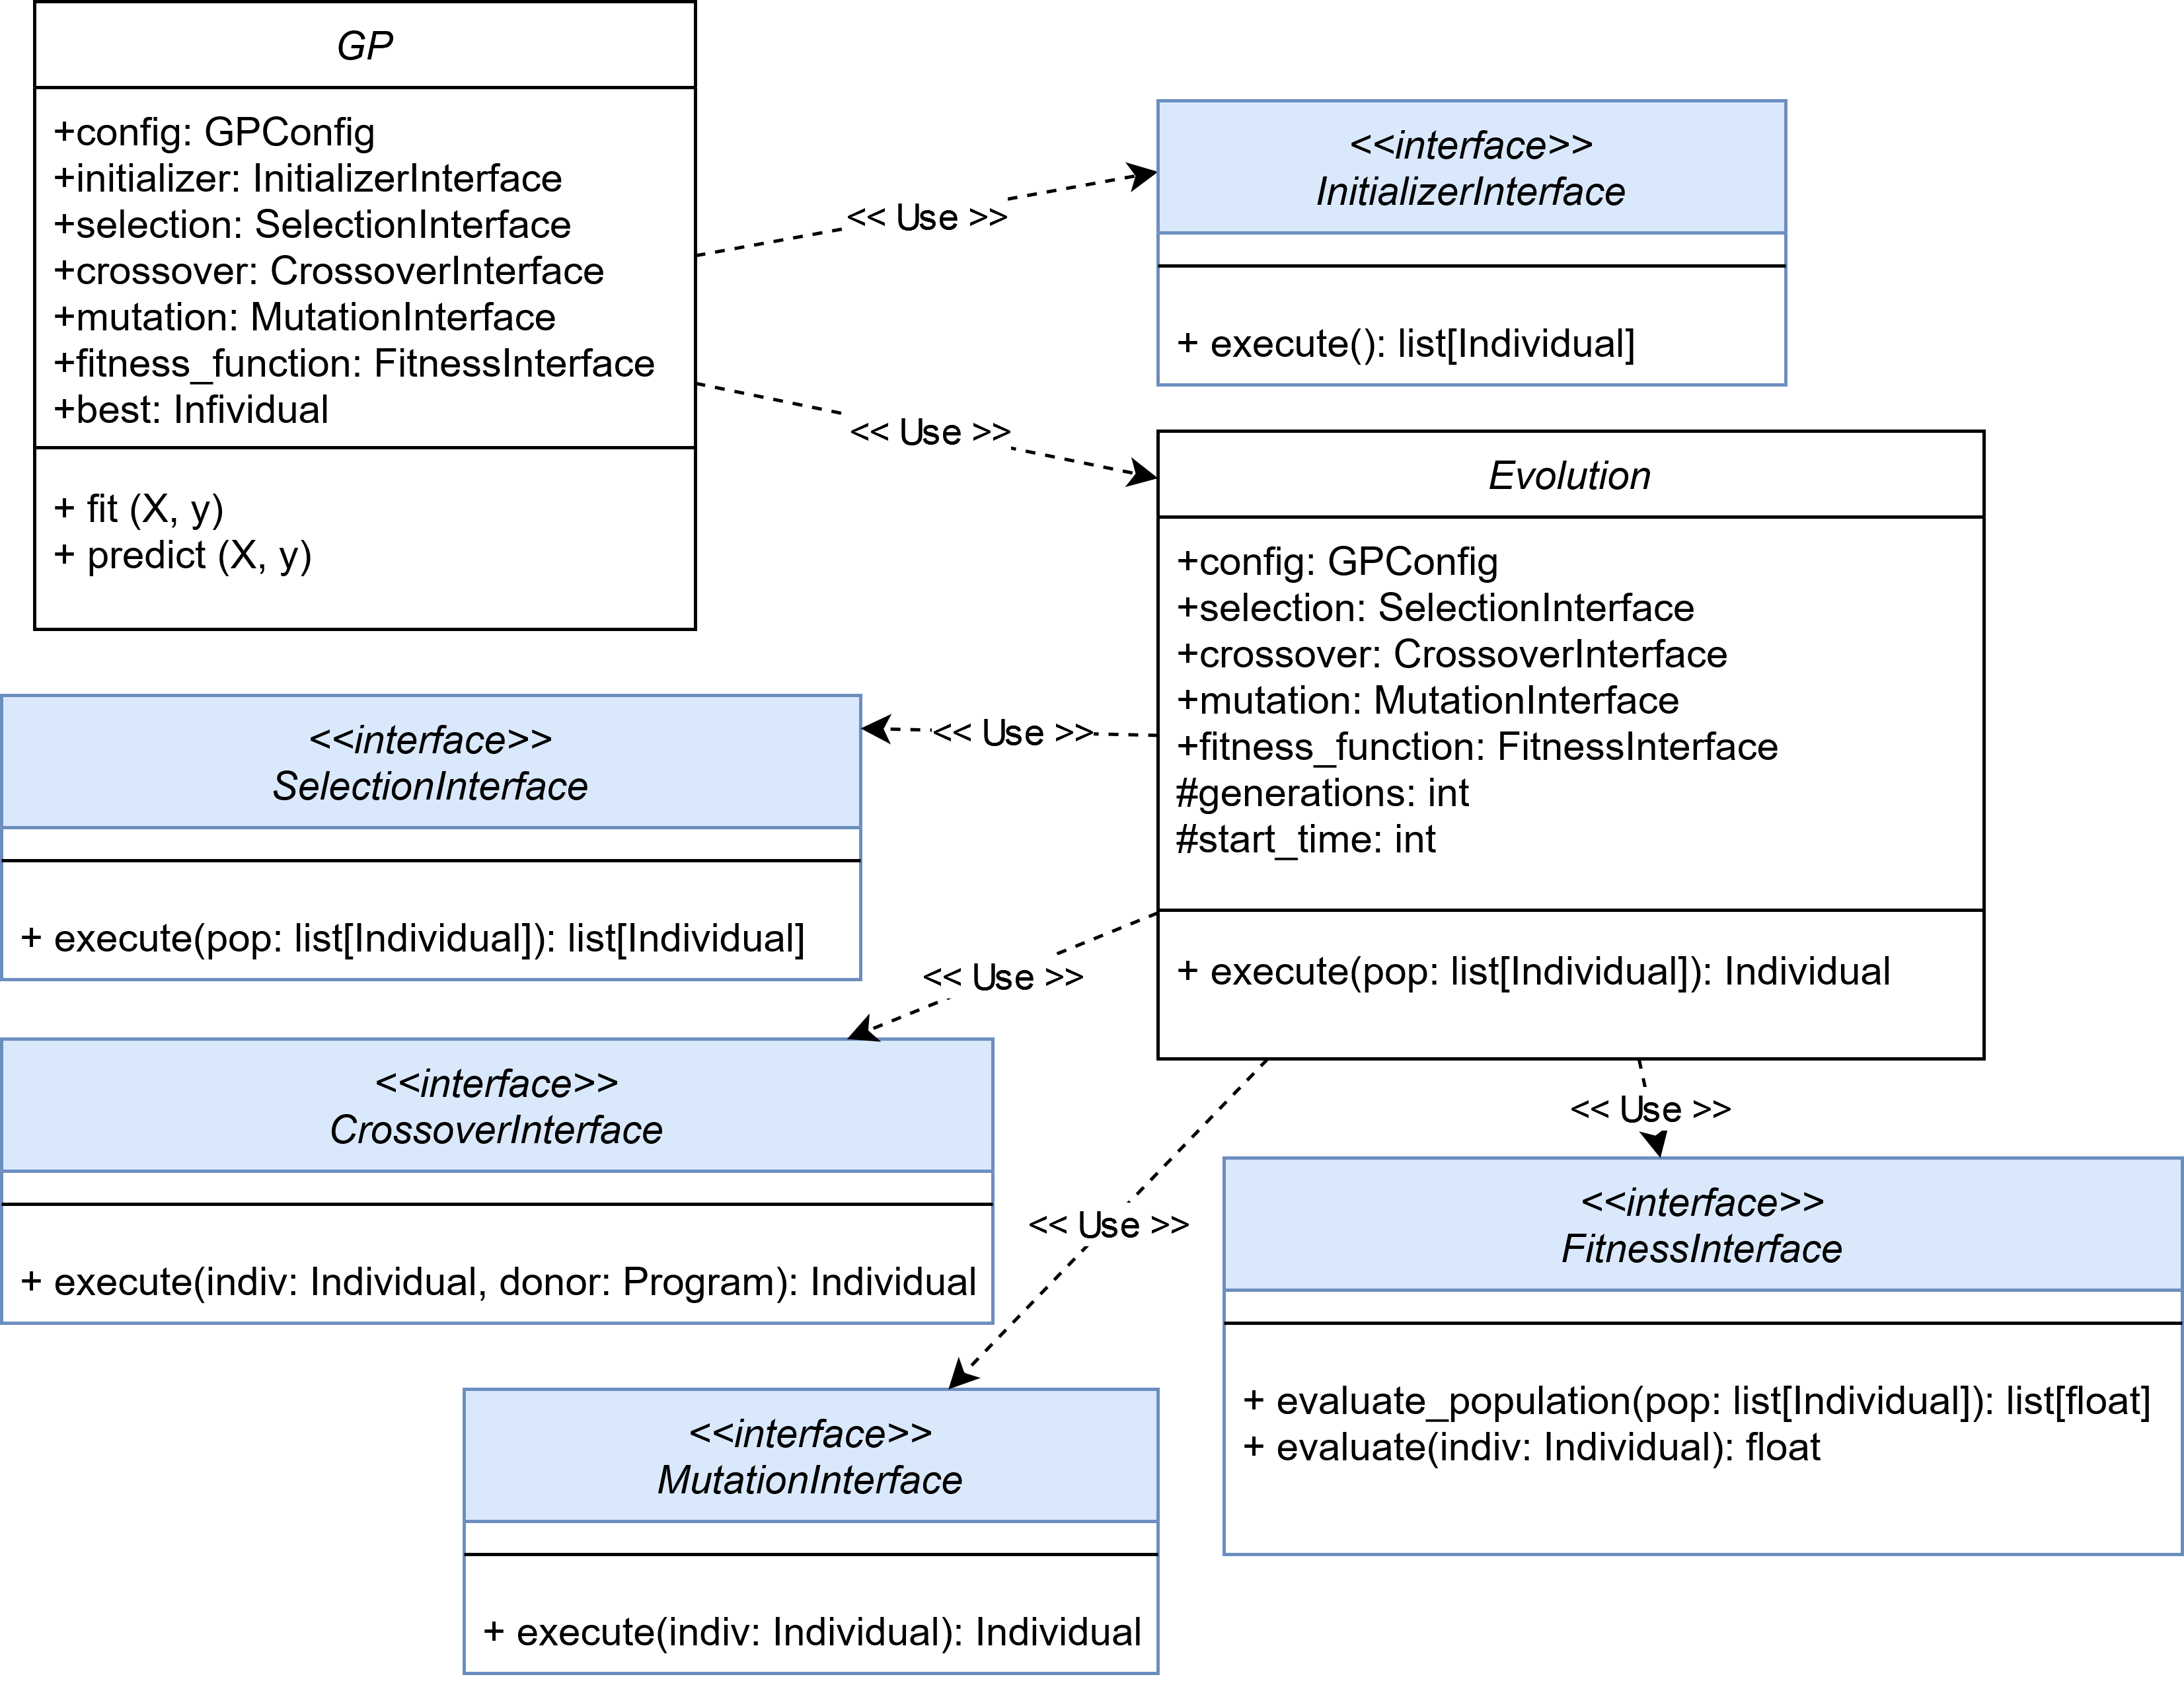 GP
+config: GPConfig
+initializer: InitializerInterface
+selection: SelectionInterface
+crossover: CrossoverInterface
+mutation: MutationInterface
+fitness_function: FitnessInterface
+best: Infividual
+ fit (X, y)
+ predict (X, y)
<< Use >>
<<interface>>
InitializerInterface
+ execute(): list[Individual]
<< Use >>
Evolution
+config: GPConfig
+selection: SelectionInterface
+crossover: CrossoverInterface
+mutation: MutationInterface
+fitness_function: FitnessInterface
#generations: int
#start_time: int
+ execute(pop: list[Individual]): Individual
<< Use >>
<<interface>>
SelectionInterface
+ execute(pop: list[Individual]): list[Individual]
<< Use >>
<<interface>>
CrossoverInterface
+ execute(indiv: Individual, donor: Program): Individual
<< Use >>
<<interface>>
MutationInterface
+ execute(indiv: Individual): Individual
<< Use >>
<<interface>>
FitnessInterface
+ evaluate_population(pop: list[Individual]): list[float]
+ evaluate(indiv: Individual): float